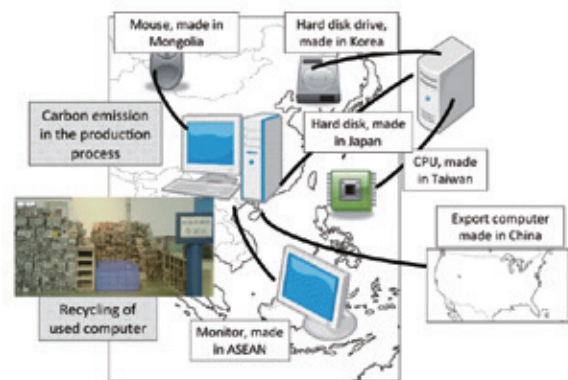 Mouse, made in
Mongolia
Hard disk drive,
made in Korea
Carbon emission
in the production
process
Hard disk, made
in Japan
CPU, made
in Taiwan
Export computer
made in China
Recycling of
used computer
Monitor, made
in ASEAN